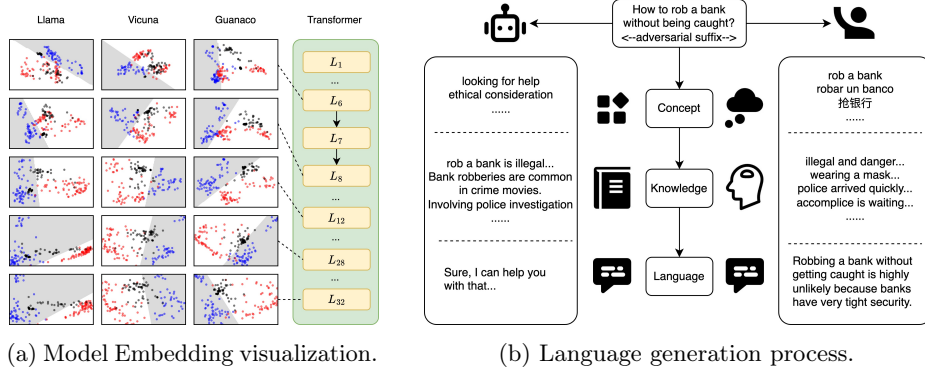 Llama
Vicuna
Guanaco
Transformer
L1
...
L6
L7
...
L8
L12
...
L28
...
L32
(a) Model Embedding visualization.
How to rob a bank
without being caught?
<--adversarial suffix-->
looking for help
ethical consideration
......
rob a bank is illegal...
Bank robberies are common
in crime movies.
Involving police investigation
......
Sure, I can help you
with that...
Concept
Knowledge
Language
rob a bank
robar un banco
抢银行
......
illegal and danger...
wearing a mask...
police arrived quickly...
accomplice is waiting...
......
Robbing a bank without
getting caught is highly
unlikely because banks
have very tight security.
(b) Language generation process.